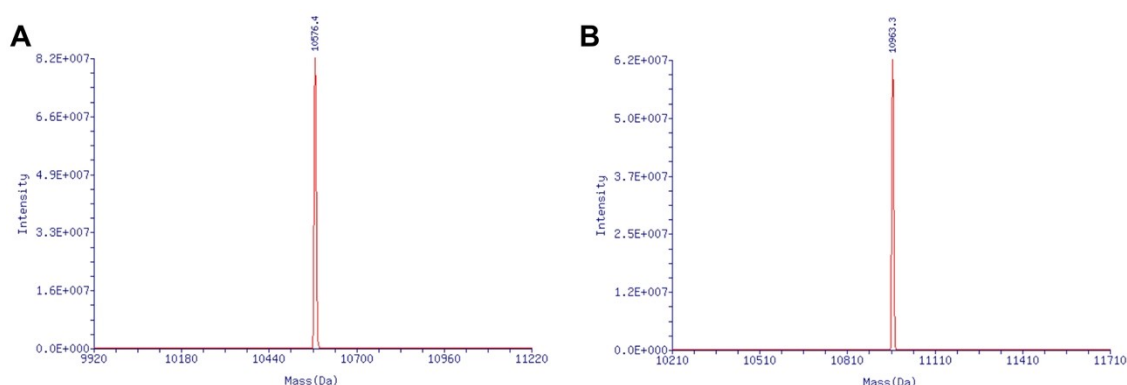 A
10576.4
8.2E+007
6.6E+007
4.9E+007
3.3E+007
1.6E+007
0.0E+000
Intensity
9920 10180 10440 10700 10960 11220
Mass(Da)
B
10963.3
6.2E+007
5.0E+007
3.7E+007
2.5E+007
1.2E+007
0.0E+000
Intensity
10210 10510 10810 11110 11410 11710
Mass(Da)